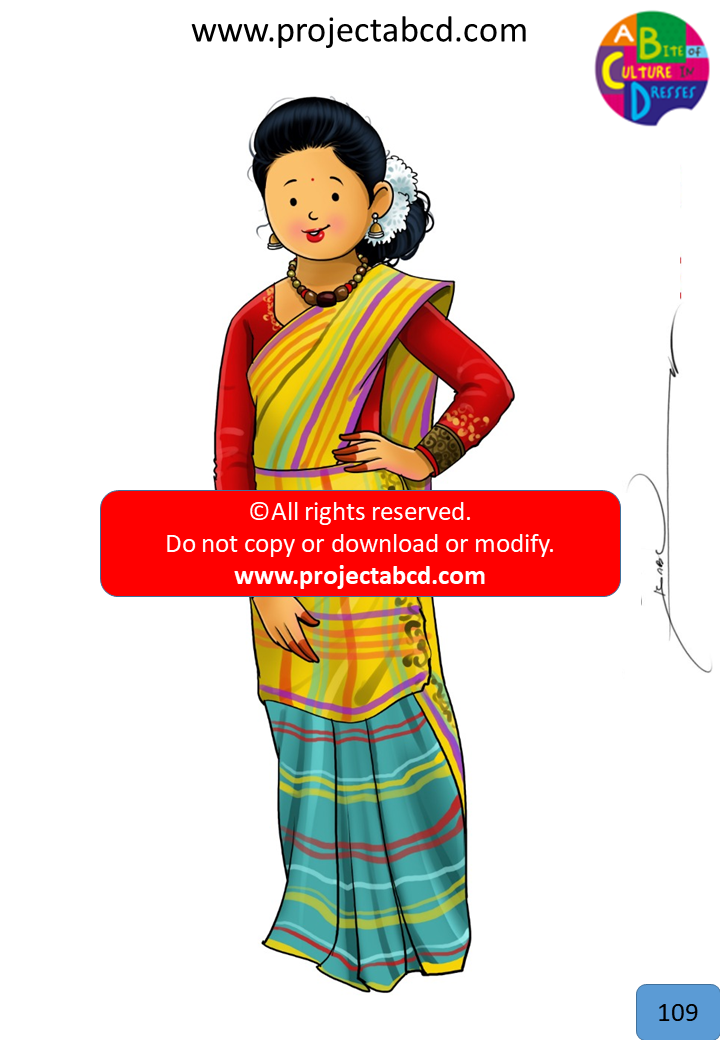 www.projectabcd.com
A BITE OF
CULTURE IN
DRESSES
©All rights reserved.
Do not copy or download or modify.
www.projectabcd.com
109